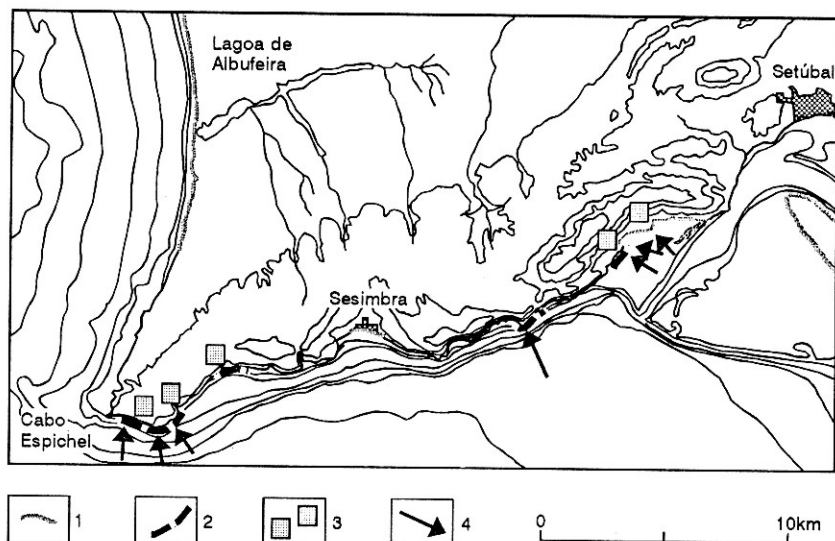 Lagoa de
Albufeira
Setúbal
Sesimbra
Cabo
Espichel
1
2
3
4
0
10km